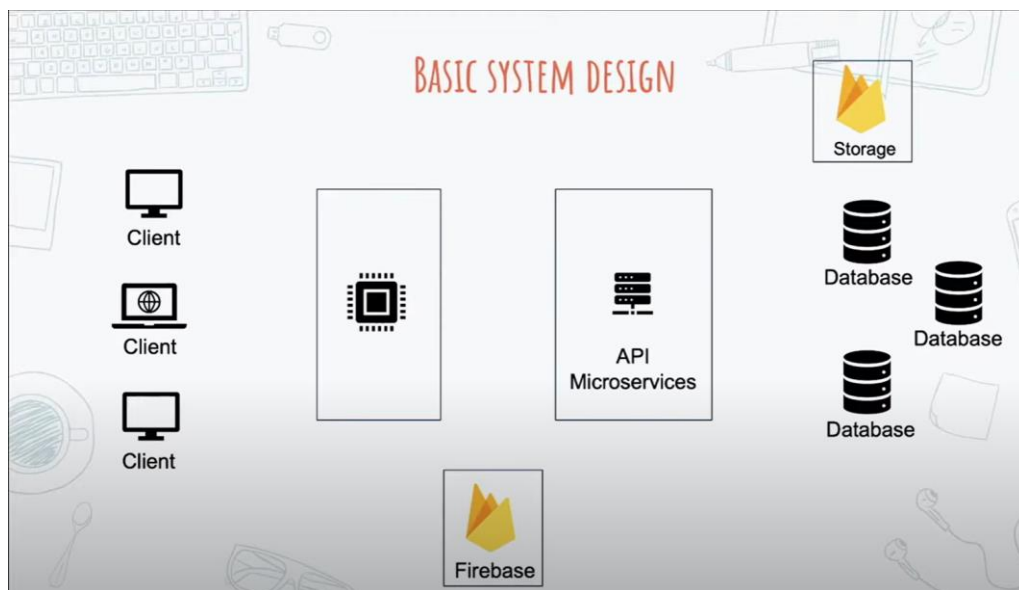 BASIC SYSTEM DESIGN
Storage
Client
Client
Client
API
Microservices
Database
Database
Database
Firebase